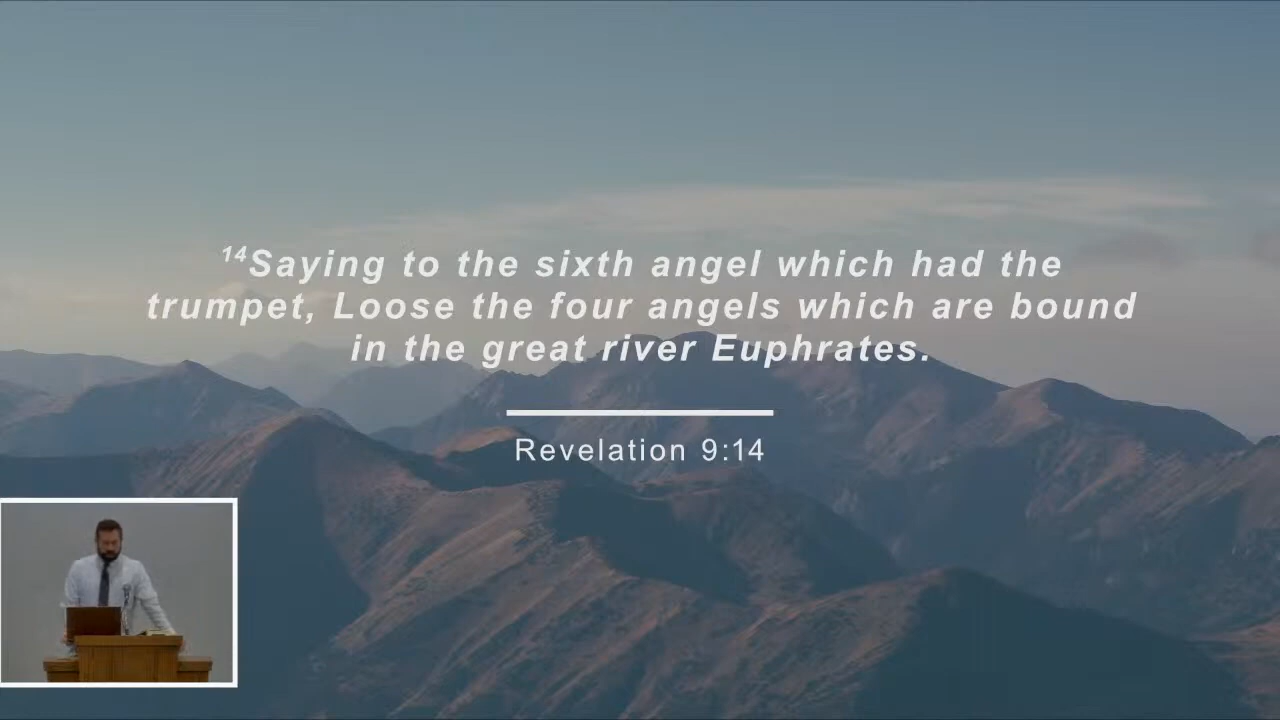 14Saying to the sixth angel which had the
trumpet, Loose the four angels which are bound
in the great river Euphrates.
Revelation 9:14